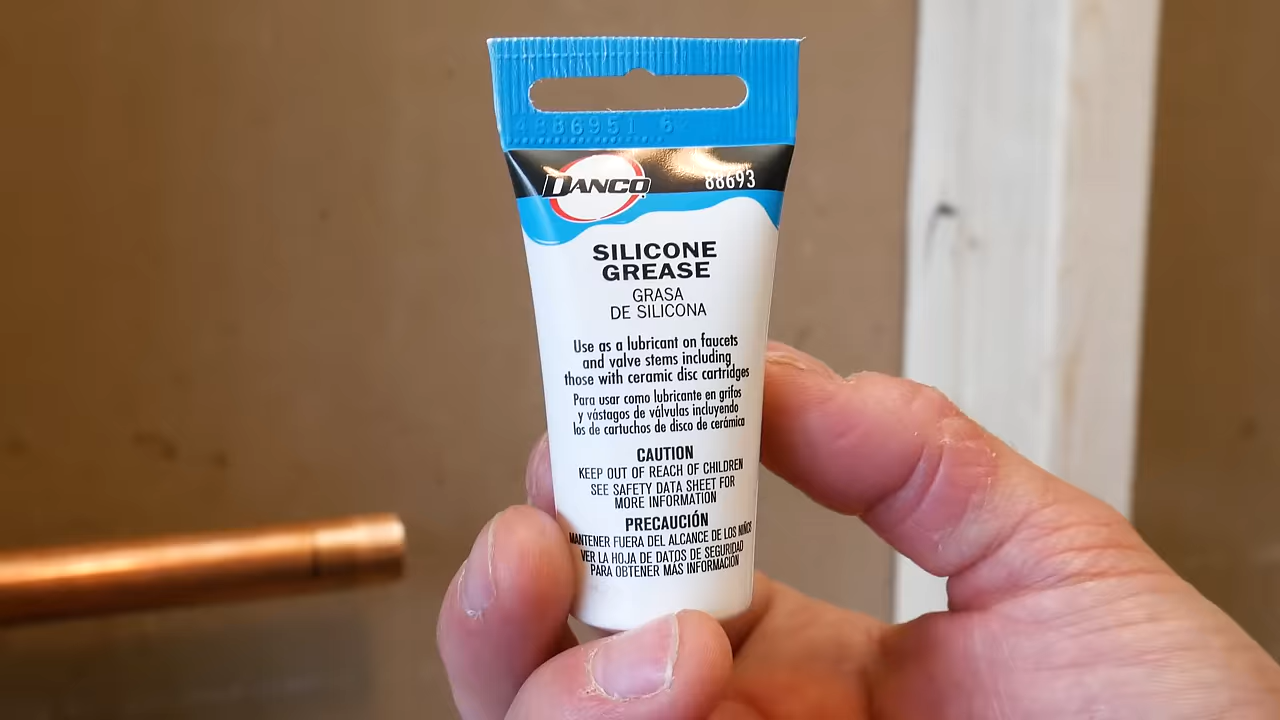 4886951 6
DANCO
88693
SILICONE
GREASE
GRASA
DE SILICONA
Use as a lubricant on faucets
and valve stems including
those with ceramic disc cartridges
Para usar como lubricante en grifos
y vástagos de válvulas incluyendo
los de cartuchos de disco de cerámica
CAUTION
KEEP OUT OF REACH OF CHILDREN
SEE SAFETY DATA SHEET FOR
MORE INFORMATION
PRECAUCIÓN
MANTENER FUERA DEL ALCANCE DE LOS NIÑOS
VER LA HOJA DE DATOS DE SEGURIDAD
PARA OBTENER MÁS INFORMACIÓN